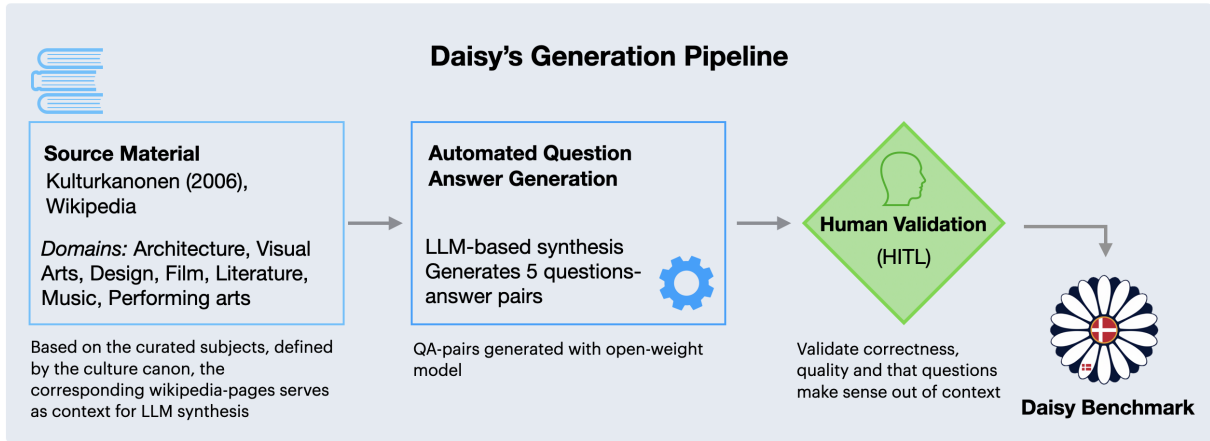 Daisy's Generation Pipeline
Source Material
Kulturkanonen (2006),
Wikipedia
Domains: Architecture, Visual
Arts, Design, Film, Literature,
Music, Performing arts
Based on the curated subjects, defined
by the culture canon, the
corresponding wikipedia-pages serves
as context for LLM synthesis
Automated Question
Answer Generation
LLM-based synthesis
Generates 5 questions-
answer pairs
QA-pairs generated with open-weight
model
Human Validation
(HITL)
Validate correctness,
quality and that questions
make sense out of context
Daisy Benchmark